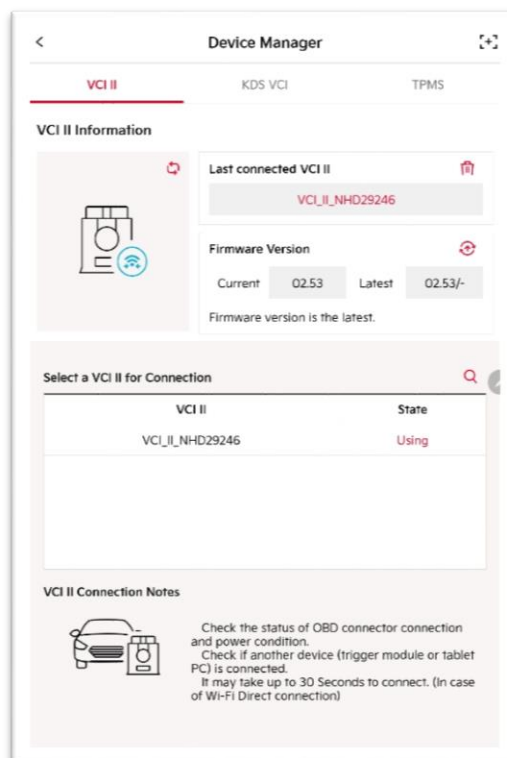 Device Manager
VCI II KDS VCI TPMS
VCI II Information
Last connected VCI II
VCI_II_NHD29246
Firmware Version
Current 02.53 Latest 02.53/-
Firmware version is the latest.
Select a VCI II for Connection
VCI II State
VCI_II_NHD29246 Using
VCI II Connection Notes
Check the status of OBD connector connection
and power condition.
Check if another device (trigger module or tablet
PC) is connected.
It may take up to 30 Seconds to connect. (In case
of Wi-Fi Direct connection)